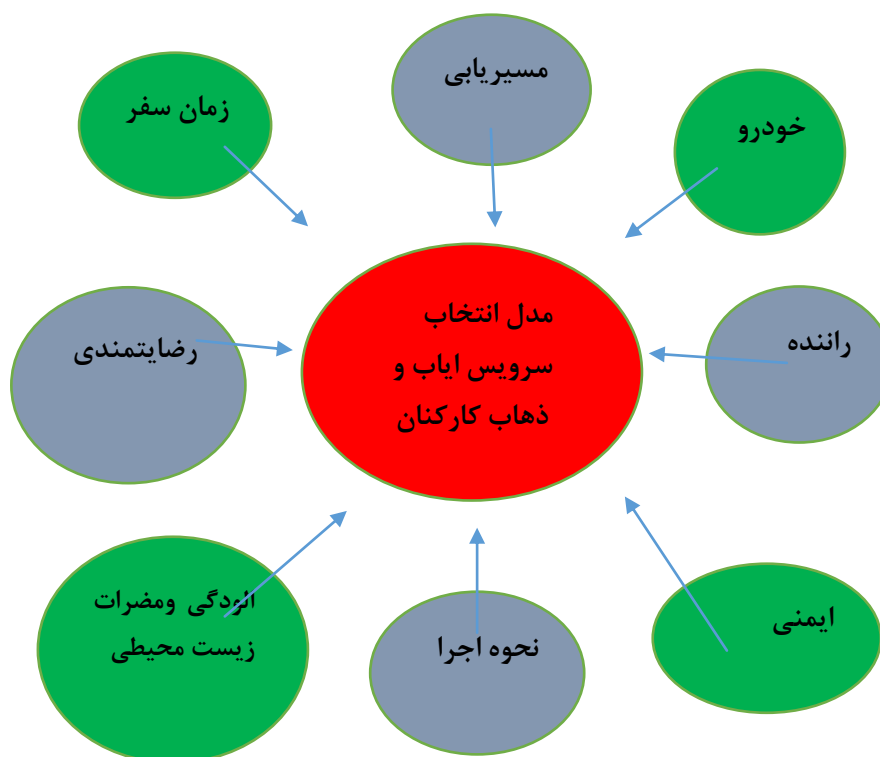 مسیریابی
زمان سفر
خودرو
مدل انتخاب
سرویس ایاب و
ذهاب کارکنان
رضایتمندی
راننده
الودگی ومضرات
زیست محیطی
نحوه اجرا
ایمنی